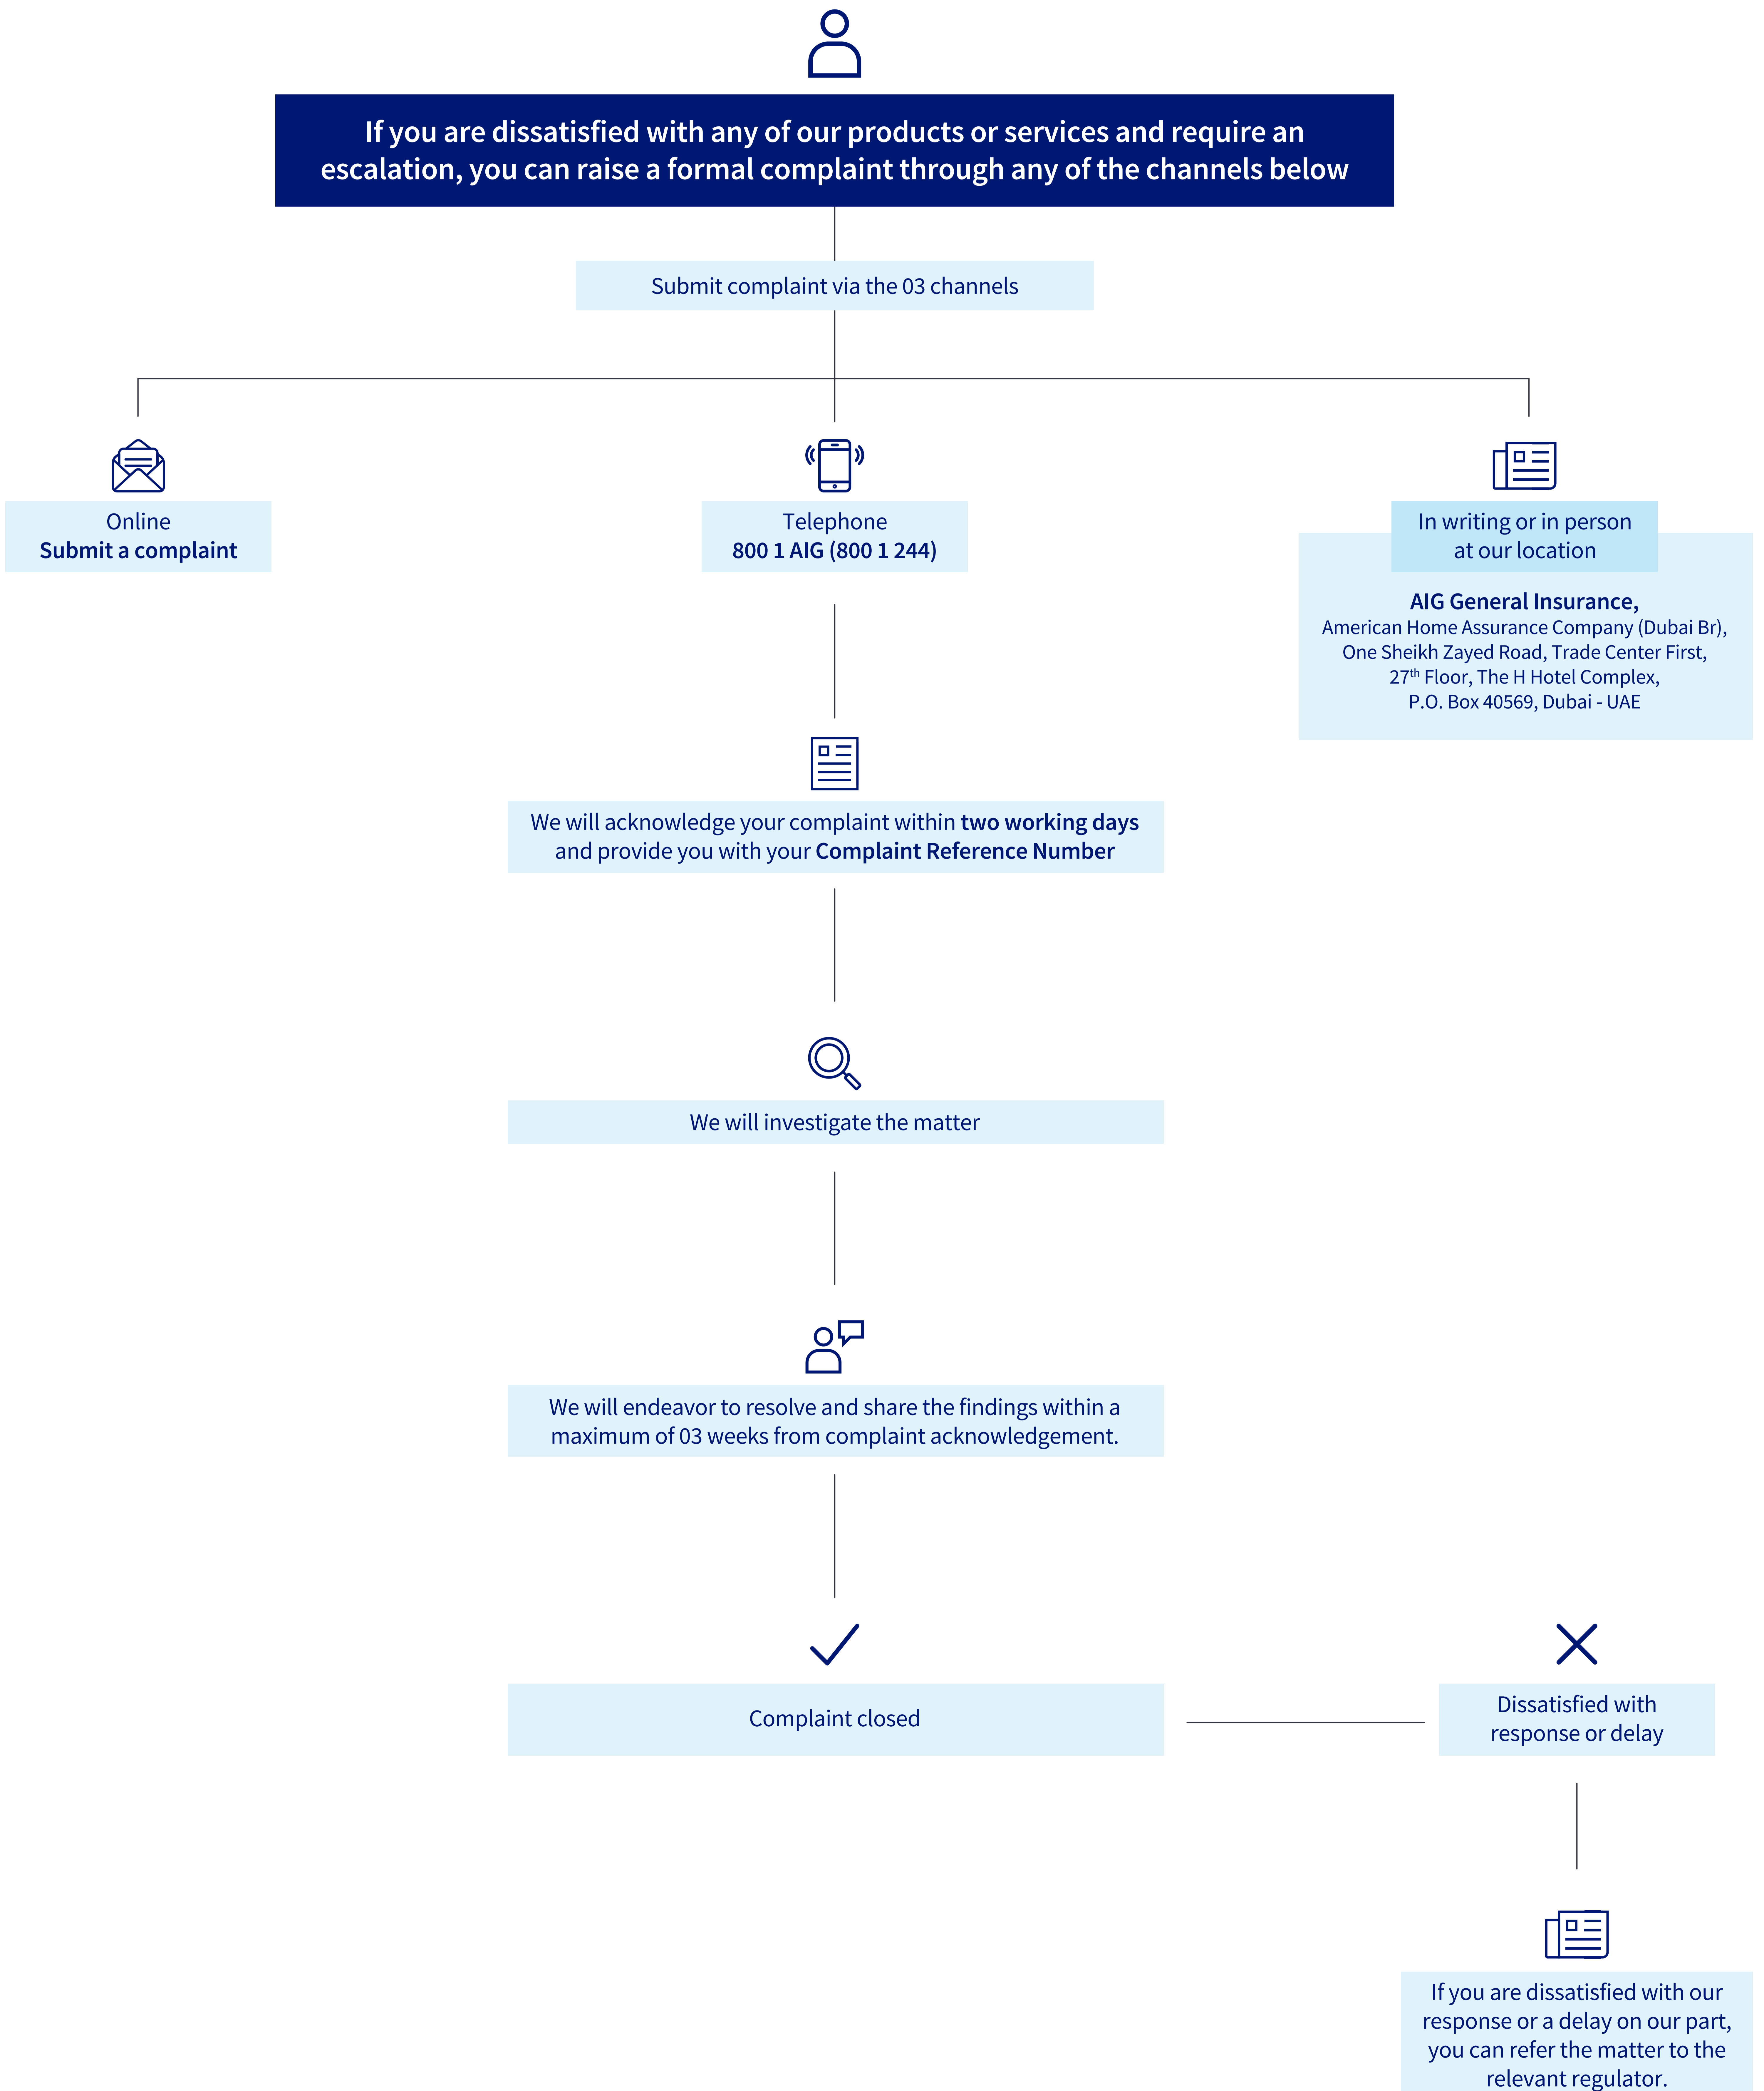 If you are dissatisfied with any of our products or services and require an
escalation, you can raise a formal complaint through any of the channels below
Submit complaint via the 03 channels
Online
Submit a complaint
Telephone
800 1 AIG (800 1 244)
In writing or in person
at our location
AIG General Insurance,
American Home Assurance Company (Dubai Br),
One Sheikh Zayed Road, Trade Center First,
27th Floor, The H Hotel Complex,
P.O. Box 40569, Dubai - UAE
We will acknowledge your complaint within two working days
and provide you with your Complaint Reference Number
We will investigate the matter
We will endeavor to resolve and share the findings within a
maximum of 03 weeks from complaint acknowledgement.
Complaint closed
Dissatisfied with
response or delay
If you are dissatisfied with our
response or a delay on our part,
you can refer the matter to the
relevant regulator.